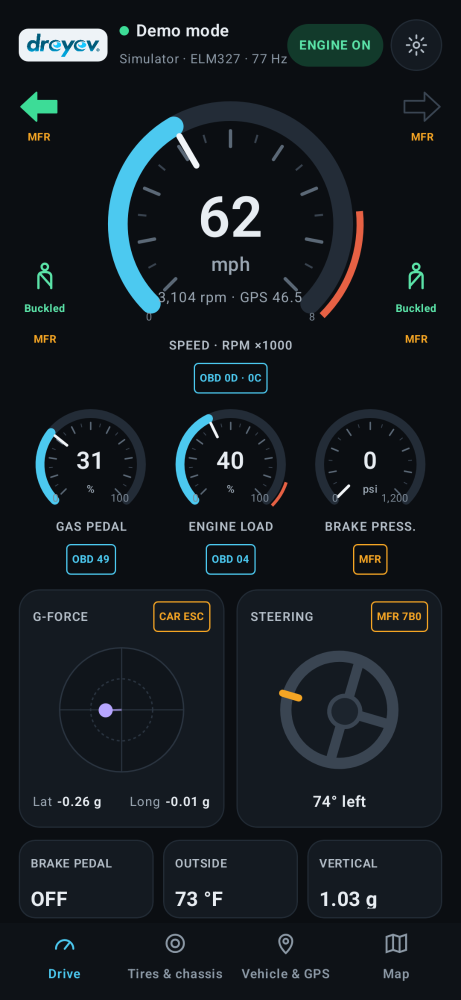 dreyev.
Demo mode
Simulator · ELM327 · 77 Hz
ENGINE ON
MFR
MFR
62
mph
3,104 rpm · GPS 46.5
0
8
Buckled
Buckled
MFR
MFR
SPEED · RPM ×1000
OBD 0D · 0C
31
%
100
40
%
100
0
psi
0
1,200
GAS PEDAL
ENGINE LOAD
BRAKE PRESS.
OBD 49
OBD 04
MFR
G-FORCE
CAR ESC
Lat -0.26 g
Long -0.01 g
STEERING
MFR 7B0
74° left
BRAKE PEDAL
OFF
OUTSIDE
73 °F
VERTICAL
1.03 g
Drive
Tires & chassis
Vehicle & GPS
Map